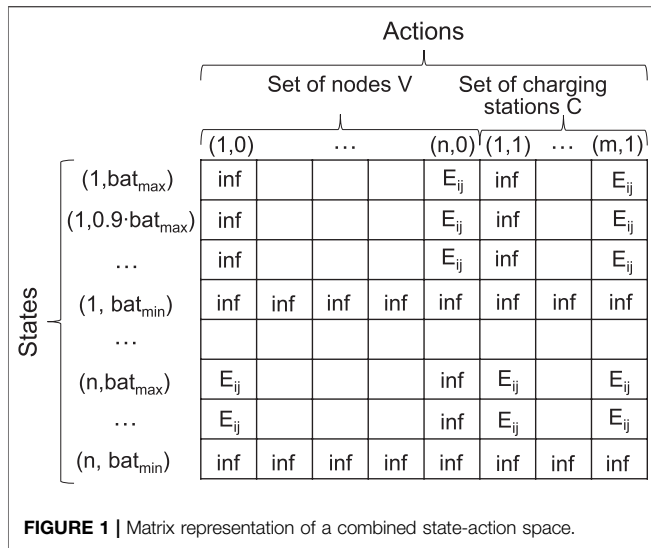 Actions
Set of nodes V Set of charging
stations C
(1,0) ... (n,0) (1,1) ... (m,1)
(1,bat_max) inf E_ij inf E_ij
(1,0.9·bat_max) inf E_ij inf E_ij
... inf E_ij inf E_ij
(1, bat_min) inf inf inf inf inf inf inf inf
...
(n,bat_max) E_ij inf E_ij E_ij
... E_ij inf E_ij E_ij
(n, bat_min) inf inf inf inf inf inf inf inf
States
FIGURE 1 | Matrix representation of a combined state-action space.